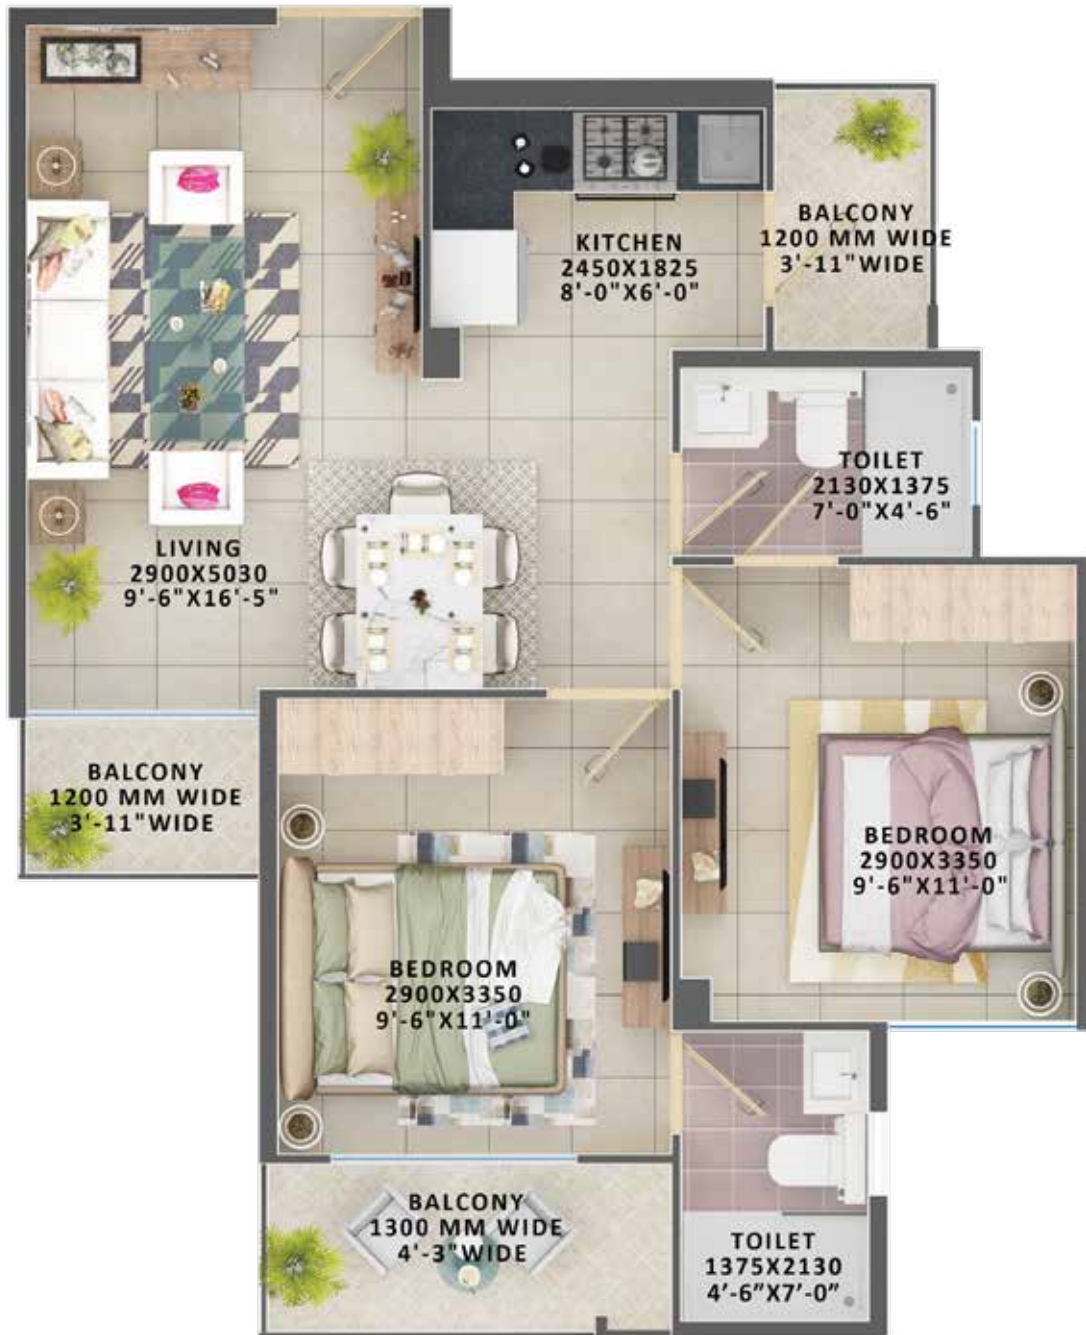 KITCHEN
2450X1825
8'-0"X6'-0"
BALCONY
1200 MM WIDE
3'-11"WIDE
TOILET
2130X1375
7'-0"X4'-6"
LIVING
2900X5030
9'-6"X16'-5"
BALCONY
1200 MM WIDE
3'-11"WIDE
BEDROOM
2900X3350
9'-6"X11'-0"
BEDROOM
2900X3350
9'-6"X11'-0"
BALCONY
1300 MM WIDE
4'-3"WIDE
TOILET
1375X2130
4'-6”X7'-0”